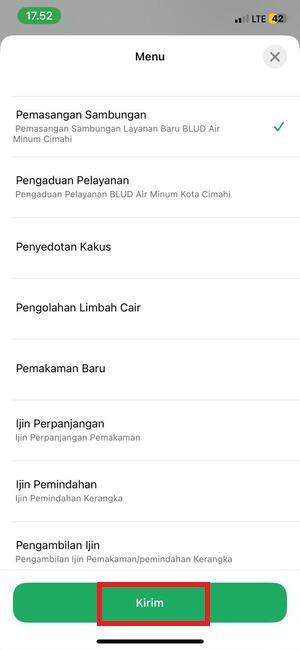 17.52
LTE 42
Menu
Pemasangan Sambungan
Pemasangan Sambungan Layanan Baru BLUD Air
Minum Cimahi
Pengaduan Pelayanan
Pengaduan Pelayanan BLUD Air Minum Kota Cimahi
Penyedotan Kakus
Pengolahan Limbah Cair
Pemakaman Baru
Ijin Perpanjangan
Ijin Perpanjangan Pemakaman
Ijin Pemindahan
Ijin Pemindahan Kerangka
Pengambilan Ijin
Pengambilan Ijin Pemakaman/pemindahan Kerangka
Kirim